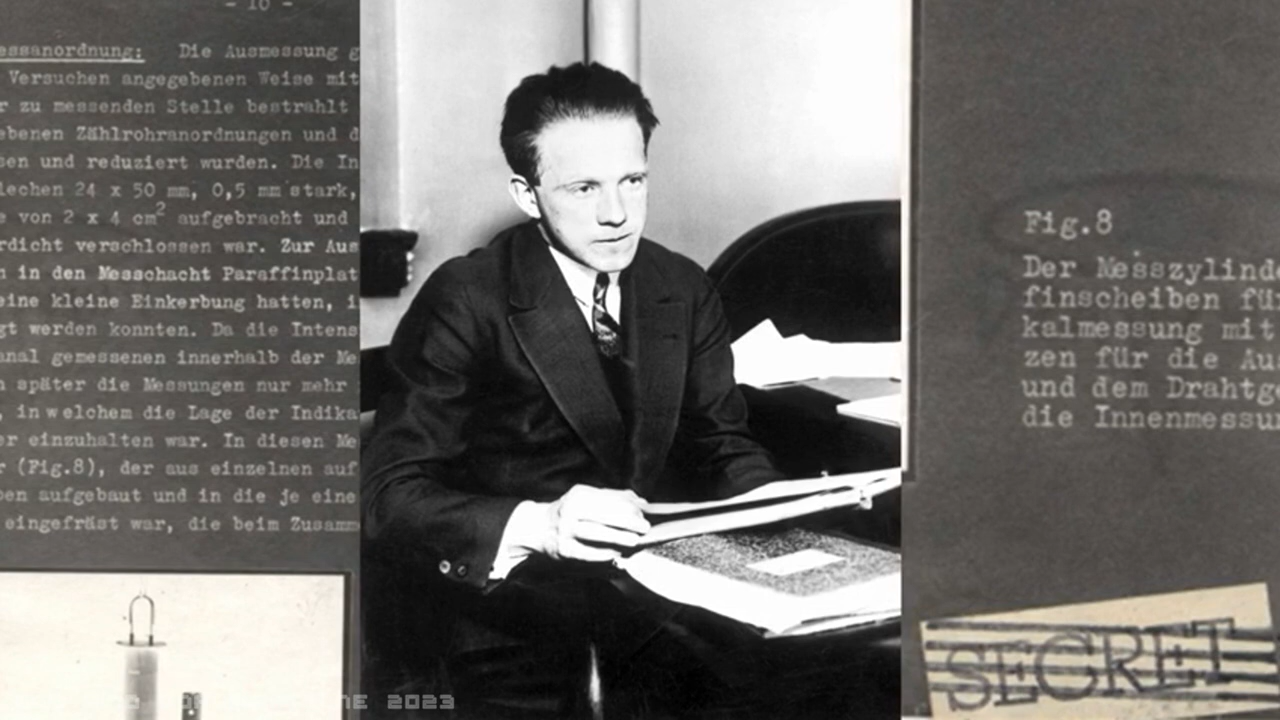 - 10 -
essanordnung: Die Ausmessung g
Versuchen angegebenen Weise mit
r zu messenden Stelle bestrahlt
ebenen Zählrohranordnungen und d
sen und reduziert wurden. Die In
lechen 24 x 50 mm, 0,5 mm stark,
e von 2 x 4 cm² aufgebracht und
rdicht verschlossen war. Zur Aus
n in den Messchacht Paraffinplat
eine kleine Einkerbung hatten, i
gt werden konnten. Da die Intens
anal gemessenen innerhalb der Me
n später die Messungen nur mehr
, in welchem die Lage der Indika
er einzuhalten war. In diesen Me
r (Fig.8), der aus einzelnen auf
ben aufgebaut und in die je eine
eingefräst war, die beim Zusamm
Fig.8
Der Messzylinde
finscheiben fü
kalmessung mit
zen für die Au
und dem Drahtge
die Innenmessun
SECRET
NE 2023